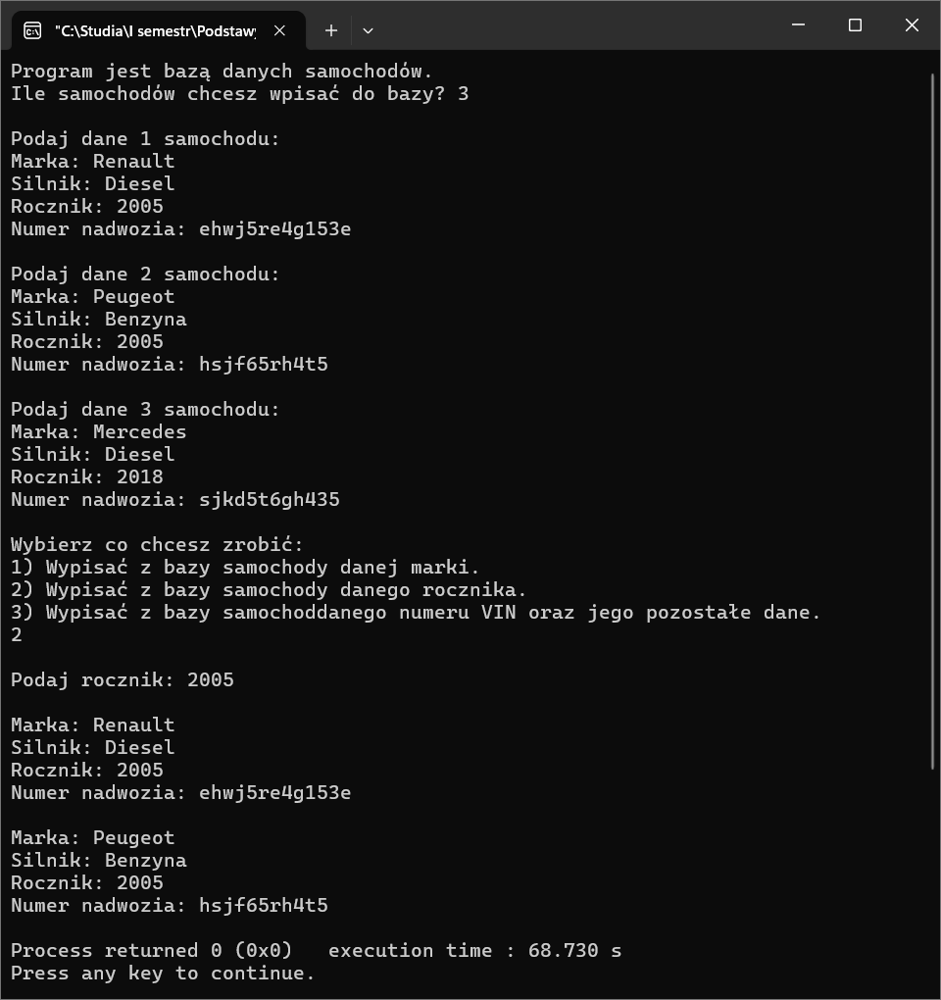 "C:\Studia\I semestr\Podstawy
Program jest bazą danych samochodów.
Ile samochodów chcesz wpisać do bazy? 3
Podaj dane 1 samochodu:
Marka: Renault
Silnik: Diesel
Rocznik: 2005
Numer nadwozia: ehwj5re4g153e
Podaj dane 2 samochodu:
Marka: Peugeot
Silnik: Benzyna
Rocznik: 2005
Numer nadwozia: hsjf65rh4t5
Podaj dane 3 samochodu:
Marka: Mercedes
Silnik: Diesel
Rocznik: 2018
Numer nadwozia: sjkd5t6gh435
Wybierz co chcesz zrobić:
1) Wypisać z bazy samochody danej marki.
2) Wypisać z bazy samochody danego rocznika.
3) Wypisać z bazy samochoddanego numeru VIN oraz jego pozostałe dane.
2
Podaj rocznik: 2005
Marka: Renault
Silnik: Diesel
Rocznik: 2005
Numer nadwozia: ehwj5re4g153e
Marka: Peugeot
Silnik: Benzyna
Rocznik: 2005
Numer nadwozia: hsjf65rh4t5
Process returned 0 (0x0)   execution time : 68.730 s
Press any key to continue.